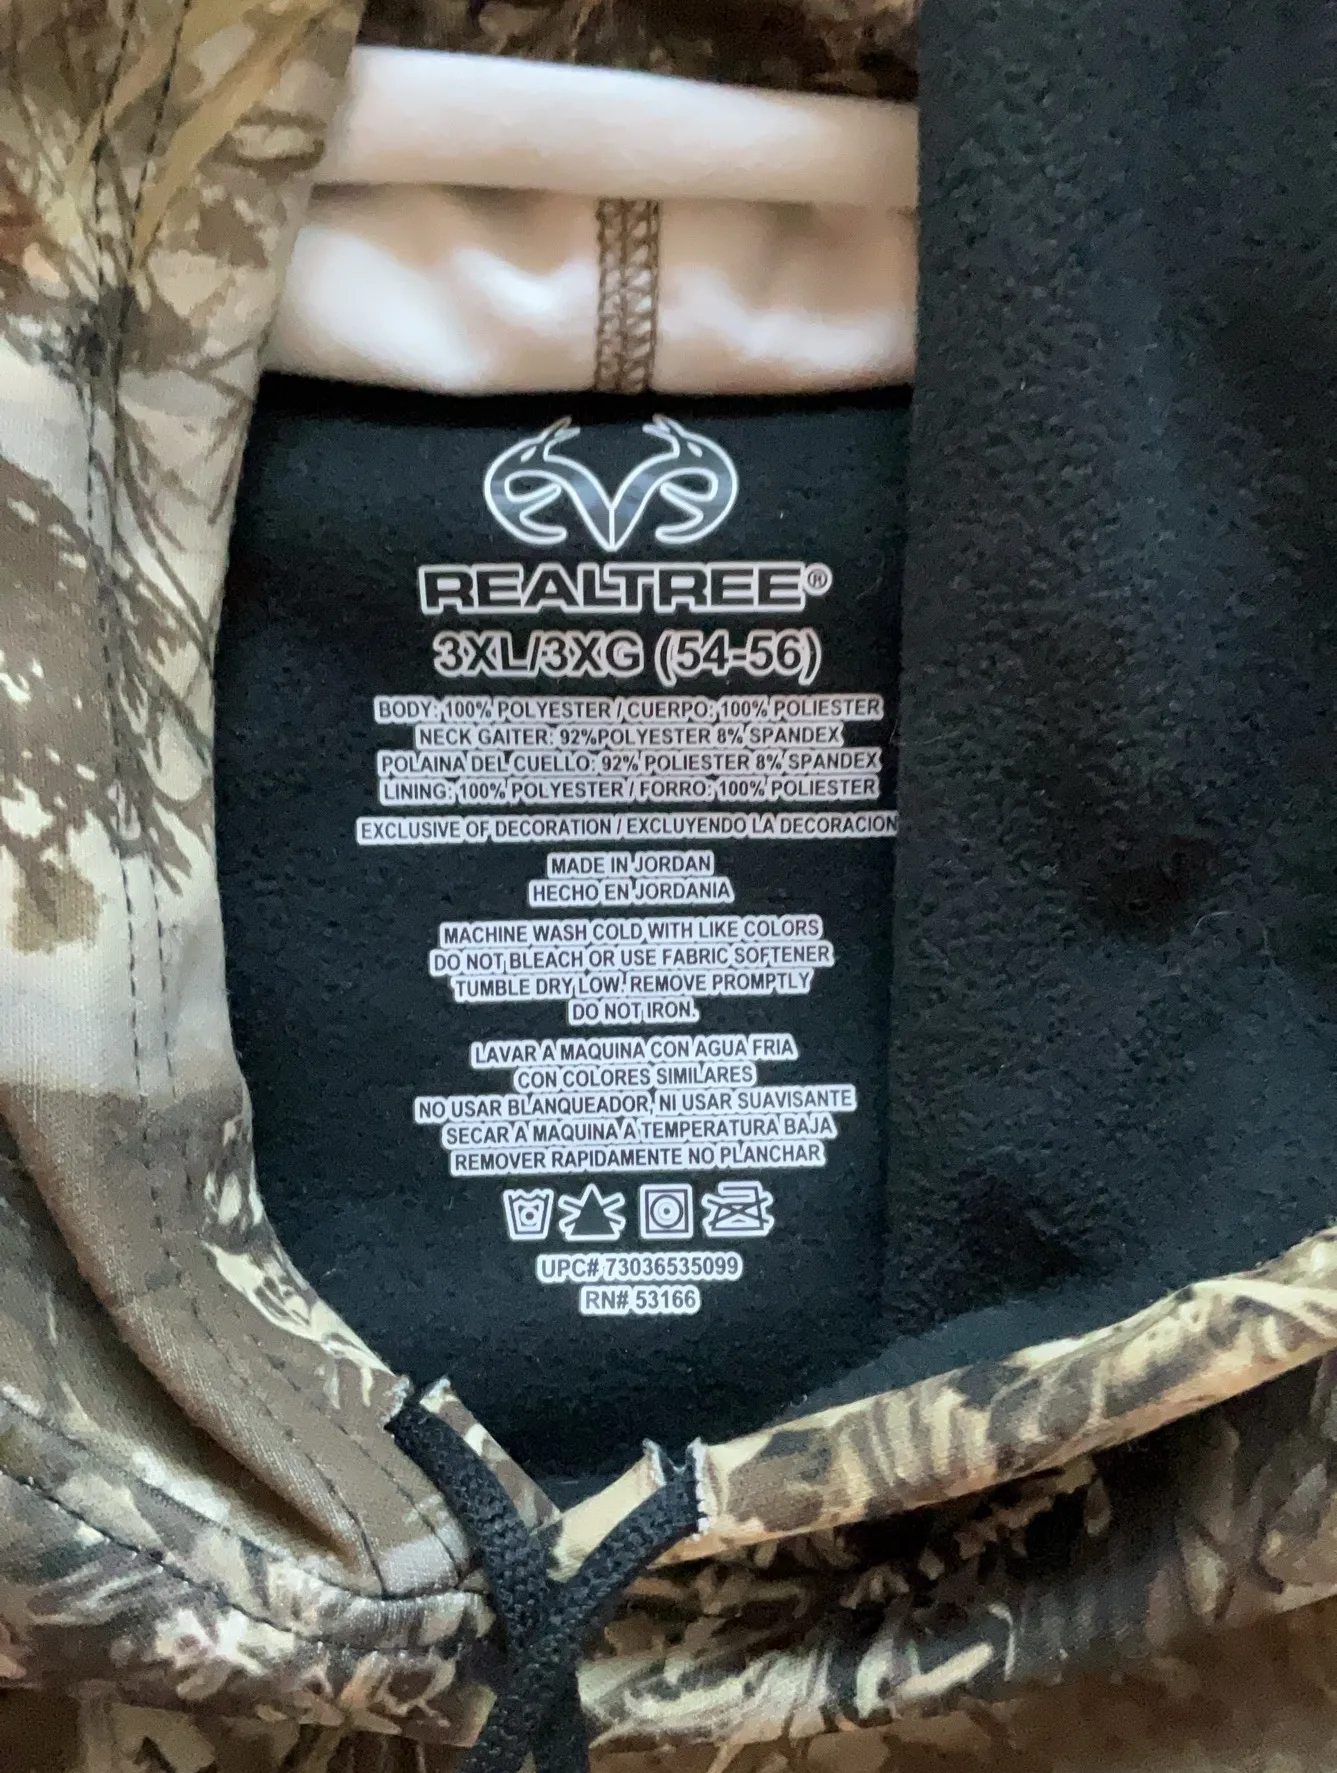 REALTREE®
3XL/3XG (54-56)
BODY: 100% POLYESTER / CUERPO: 100% POLIESTER
NECK GAITER: 92%POLYESTER 8% SPANDEX
POLAINA DEL CUELLO: 92% POLIESTER 8% SPANDEX
LINING: 100% POLYESTER / FORRO: 100% POLIESTER
EXCLUSIVE OF DECORATION / EXCLUYENDO LA DECORACION
MADE IN JORDAN
HECHO EN JORDANIA
MACHINE WASH COLD WITH LIKE COLORS
DO NOT BLEACH OR USE FABRIC SOFTENER
TUMBLE DRY LOW. REMOVE PROMPTLY
DO NOT IRON.
LAVAR A MAQUINA CON AGUA FRIA
CON COLORES SIMILARES
NO USAR BLANQUEADOR, NI USAR SUAVISANTE
SECAR A MAQUINA A TEMPERATURA BAJA
REMOVER RAPIDAMENTE NO PLANCHAR
UPC# 73036535099
RN# 53166